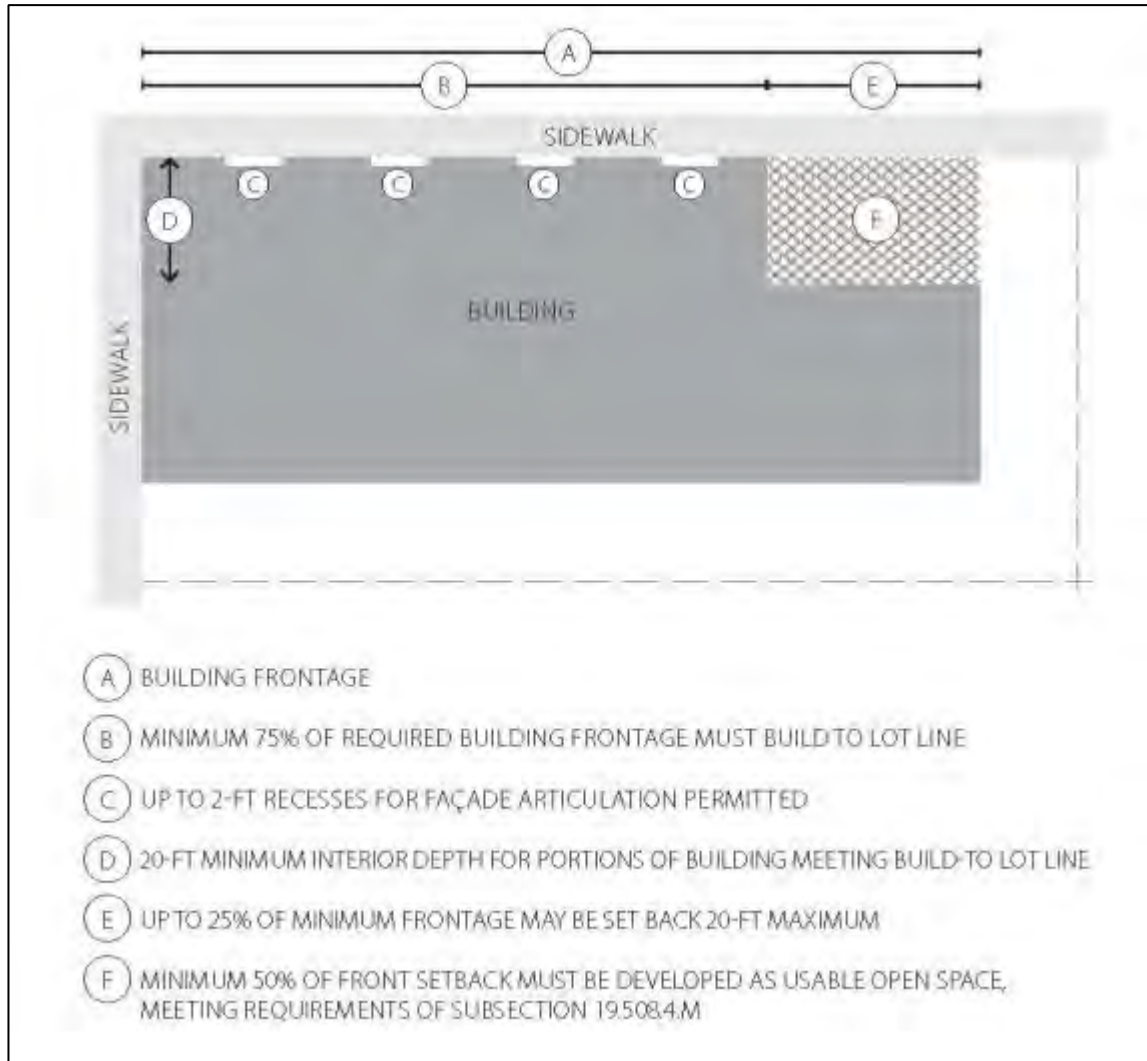 A
B
E
SIDEWALK
C
C
C
C
D
F
BUILDING
SIDEWALK
A BUILDING FRONTAGE
B MINIMUM 75% OF REQUIRED BUILDING FRONTAGE MUST BUILD TO LOT LINE
C UP TO 2-FT RECESSES FOR FAÇADE ARTICULATION PERMITTED
D 20-FT MINIMUM INTERIOR DEPTH FOR PORTIONS OF BUILDING MEETING BUILD-TO LOT LINE
E UP TO 25% OF MINIMUM FRONTAGE MAY BE SET BACK 20-FT MAXIMUM
F MINIMUM 50% OF FRONT SETBACK MUST BE DEVELOPED AS USABLE OPEN SPACE,
MEETING REQUIREMENTS OF SUBSECTION 19.508.4.M